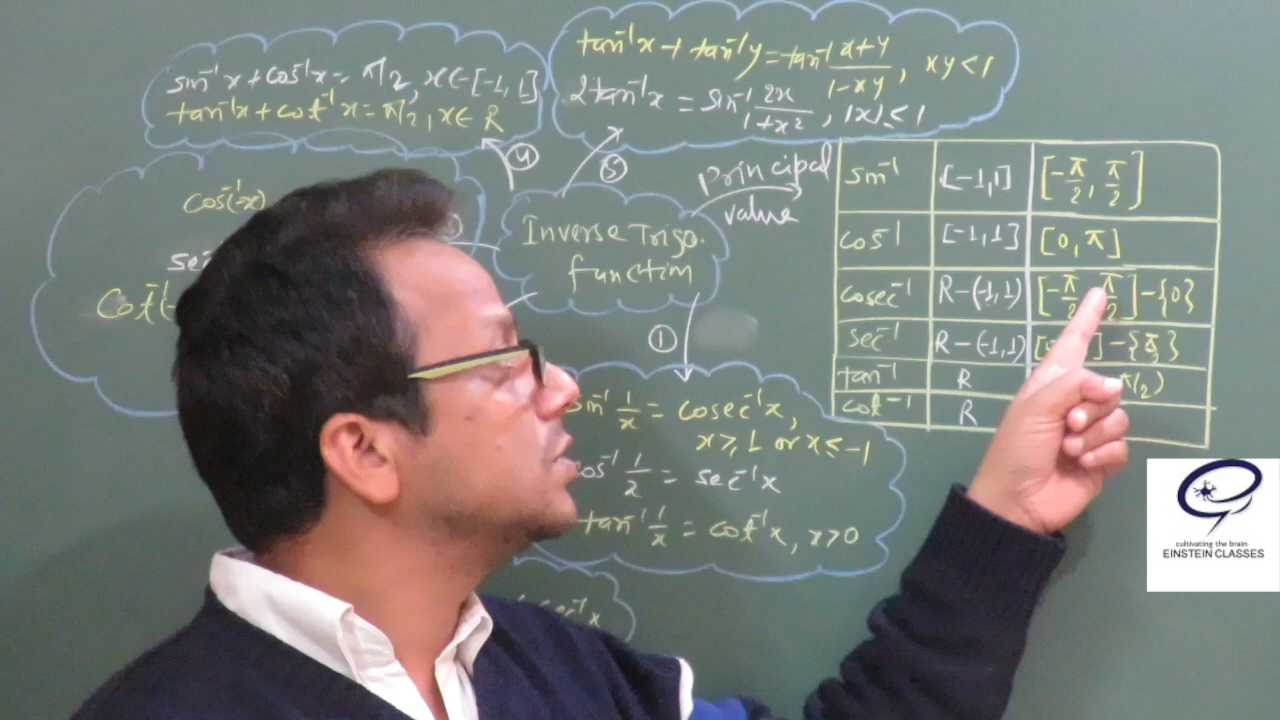 sin⁻¹x + cos⁻¹x = π/2, x ∈ [-1, 1]
tan⁻¹x + cot⁻¹x = π/2, x ∈ R
tan⁻¹x + tan⁻¹y = tan⁻¹ (x+y)/(1-xy), xy < 1
2tan⁻¹x = sin⁻¹ 2x/(1+x²), |x| ≤ 1
④
⑤
Principal
value
Inverse Trigo.
function
①
cos⁻(-x)
Cot⁻¹(-
sin⁻¹ [-1,1] [-π/2, π/2]
cos⁻¹ [-1,1] [0, π]
cosec⁻¹ R-(-1,1) [-π/2, π/2] - {0}
sec⁻¹ R-(-1,1)
tan⁻¹ R π/2)
cot⁻¹ R
sin⁻¹ 1/x = cosec⁻¹x,
x ≥ 1 or x ≤ -1
cos⁻¹ 1/2 = sec⁻¹x
tan⁻¹ 1/x = cot⁻¹x, x>0
cultivating the brain
EINSTEIN CLASSES